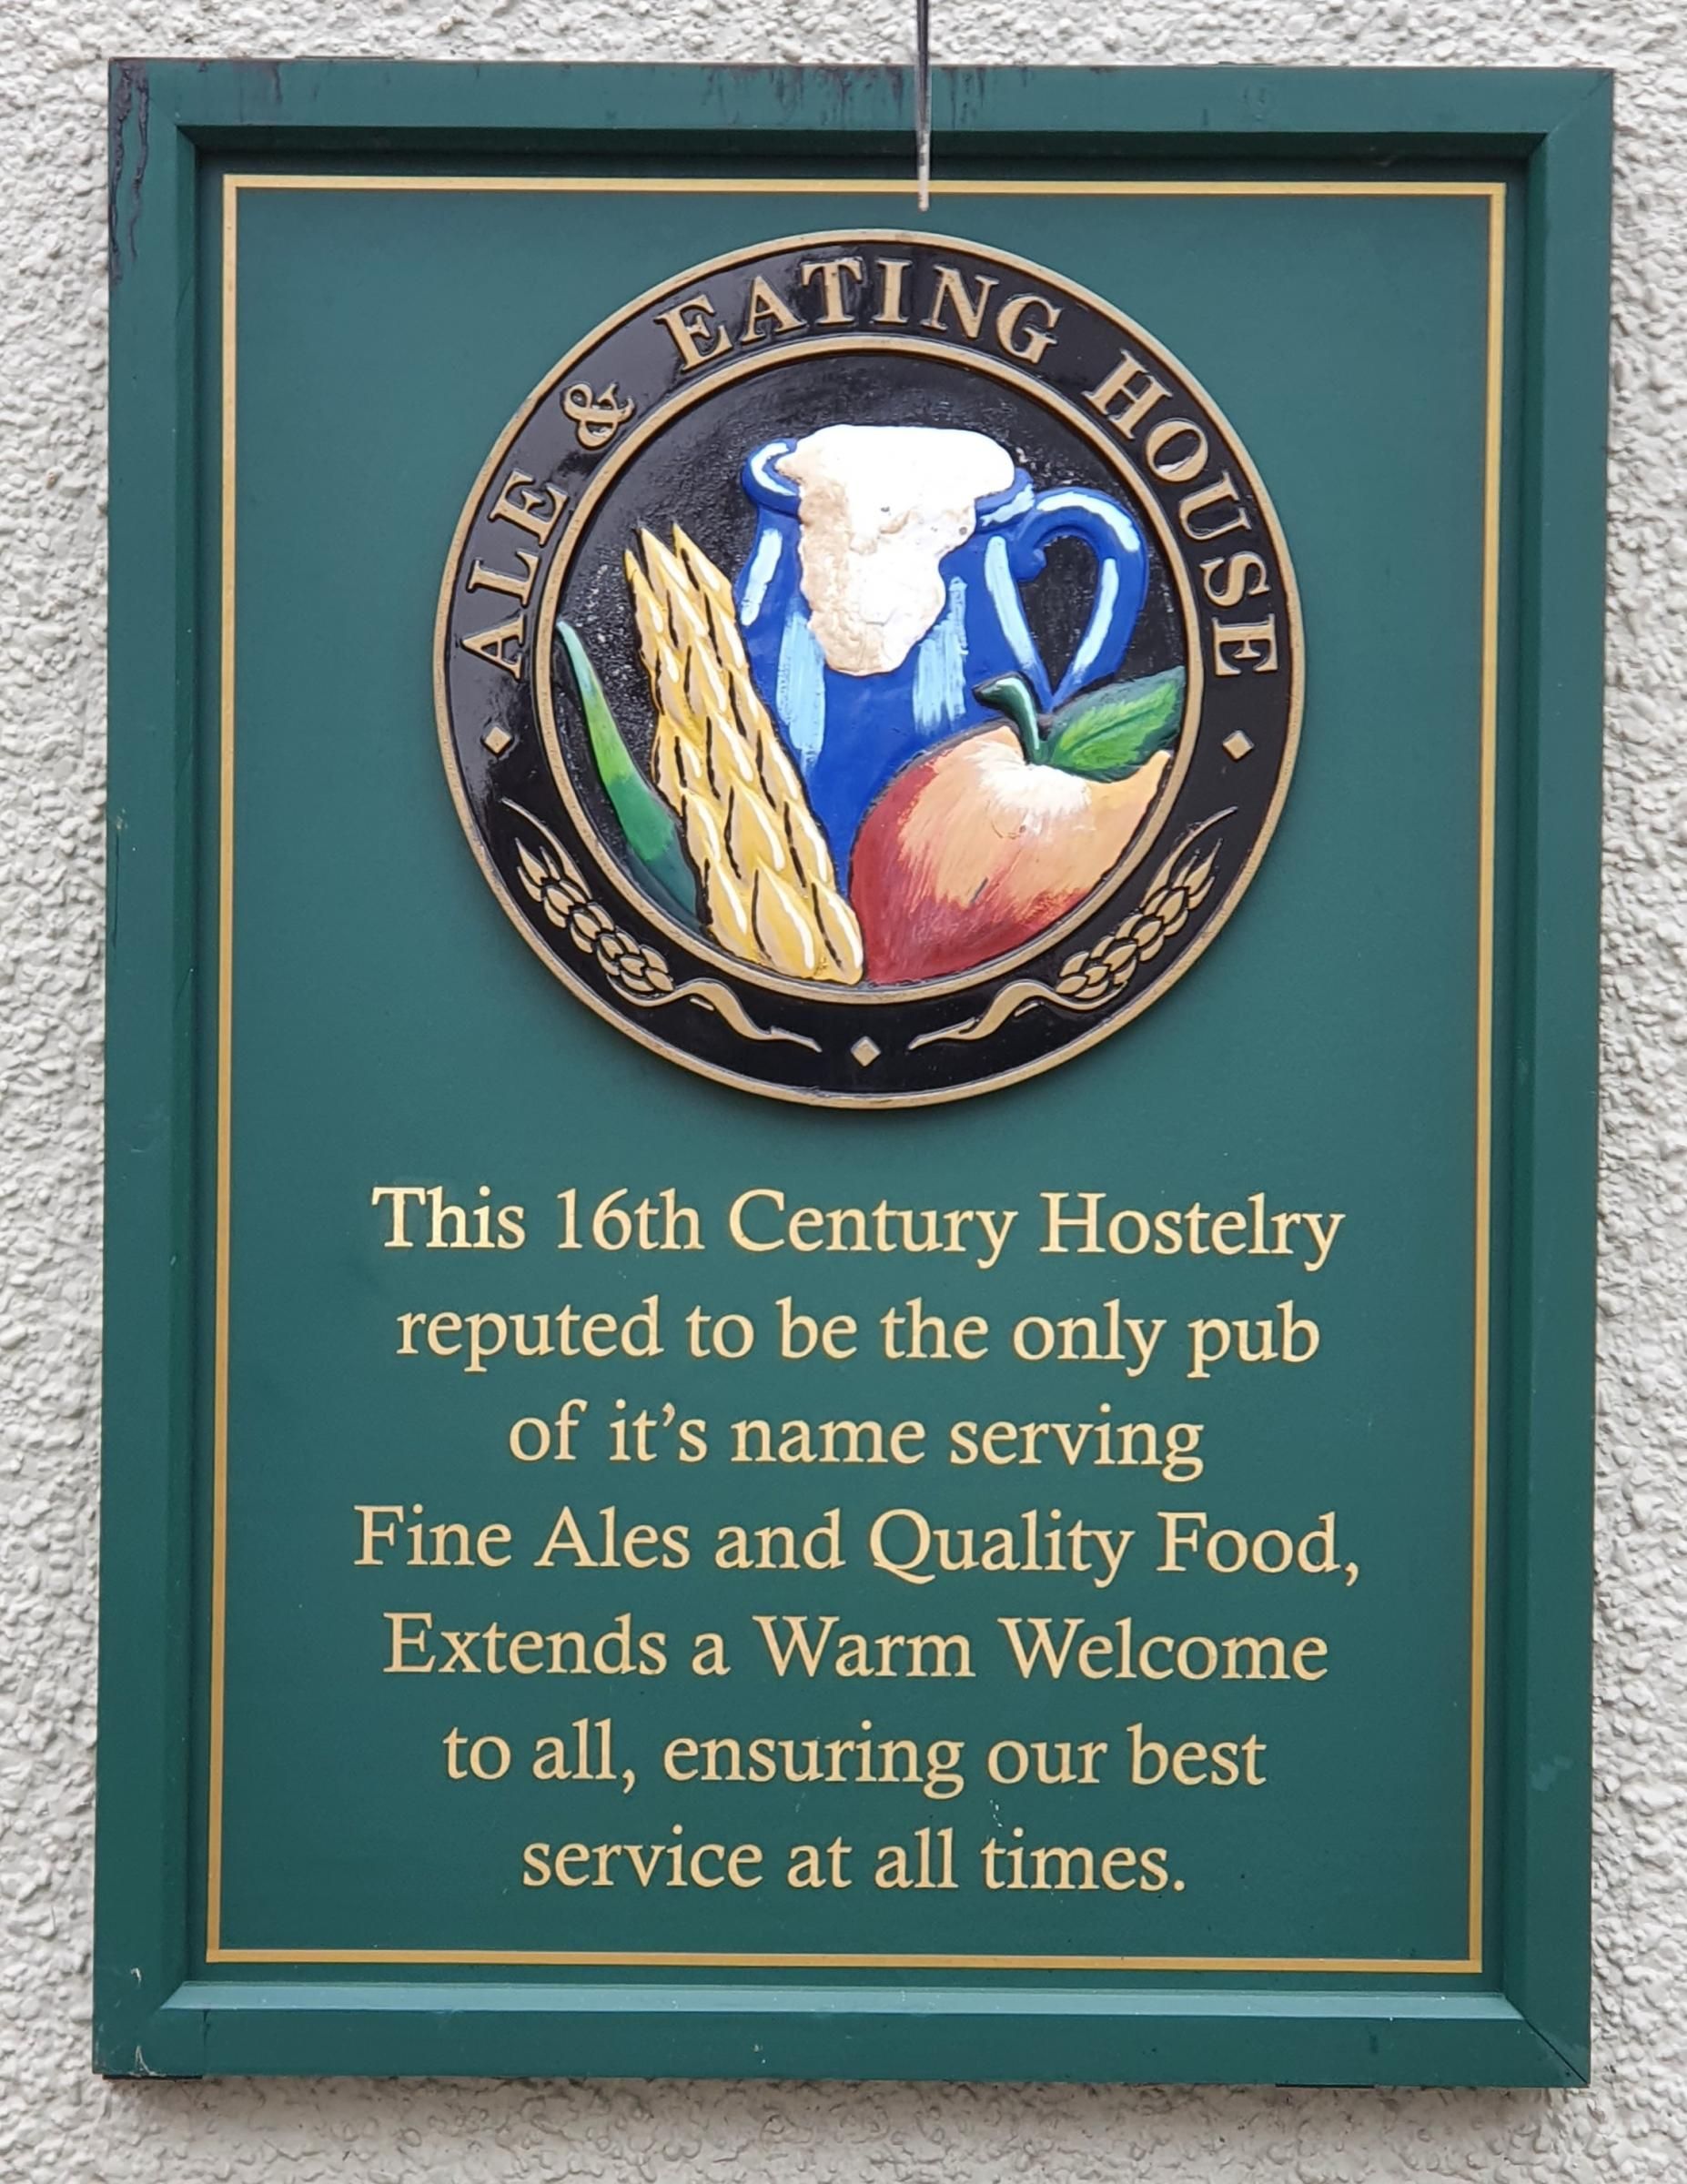 ALE & EATING HOUSE
This 16th Century Hostelry
reputed to be the only pub
of it's name serving
Fine Ales and Quality Food,
Extends a Warm Welcome
to all, ensuring our best
service at all times.